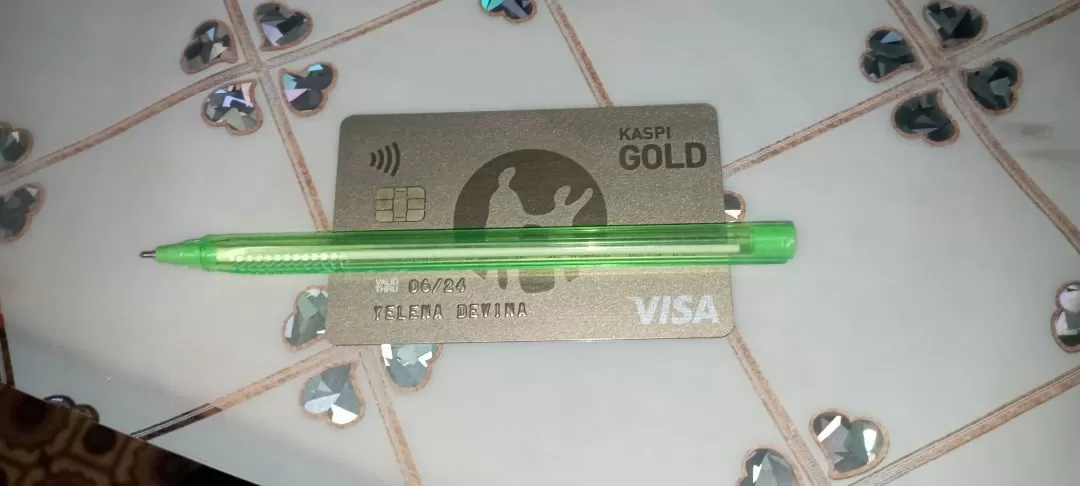 KASPI
GOLD
VALID
THRU 06/24
YELENA DEVINA
VISA